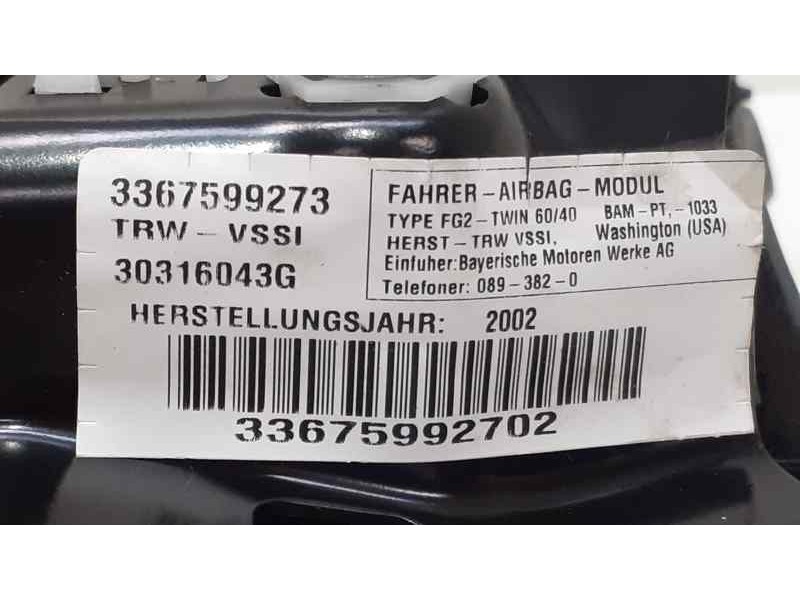 3367599273
TRW - VSSI
30316043G
FAHRER-AIRBAG-MODUL
TYPE FG2-TWIN 60/40 BAM-PT,-1033
HERST-TRW VSSI, Washington (USA)
Einfuher:Bayerische Motoren Werke AG
Telefoner: 089-382-0
HERSTELLUNGSJAHR: 2002
33675992702